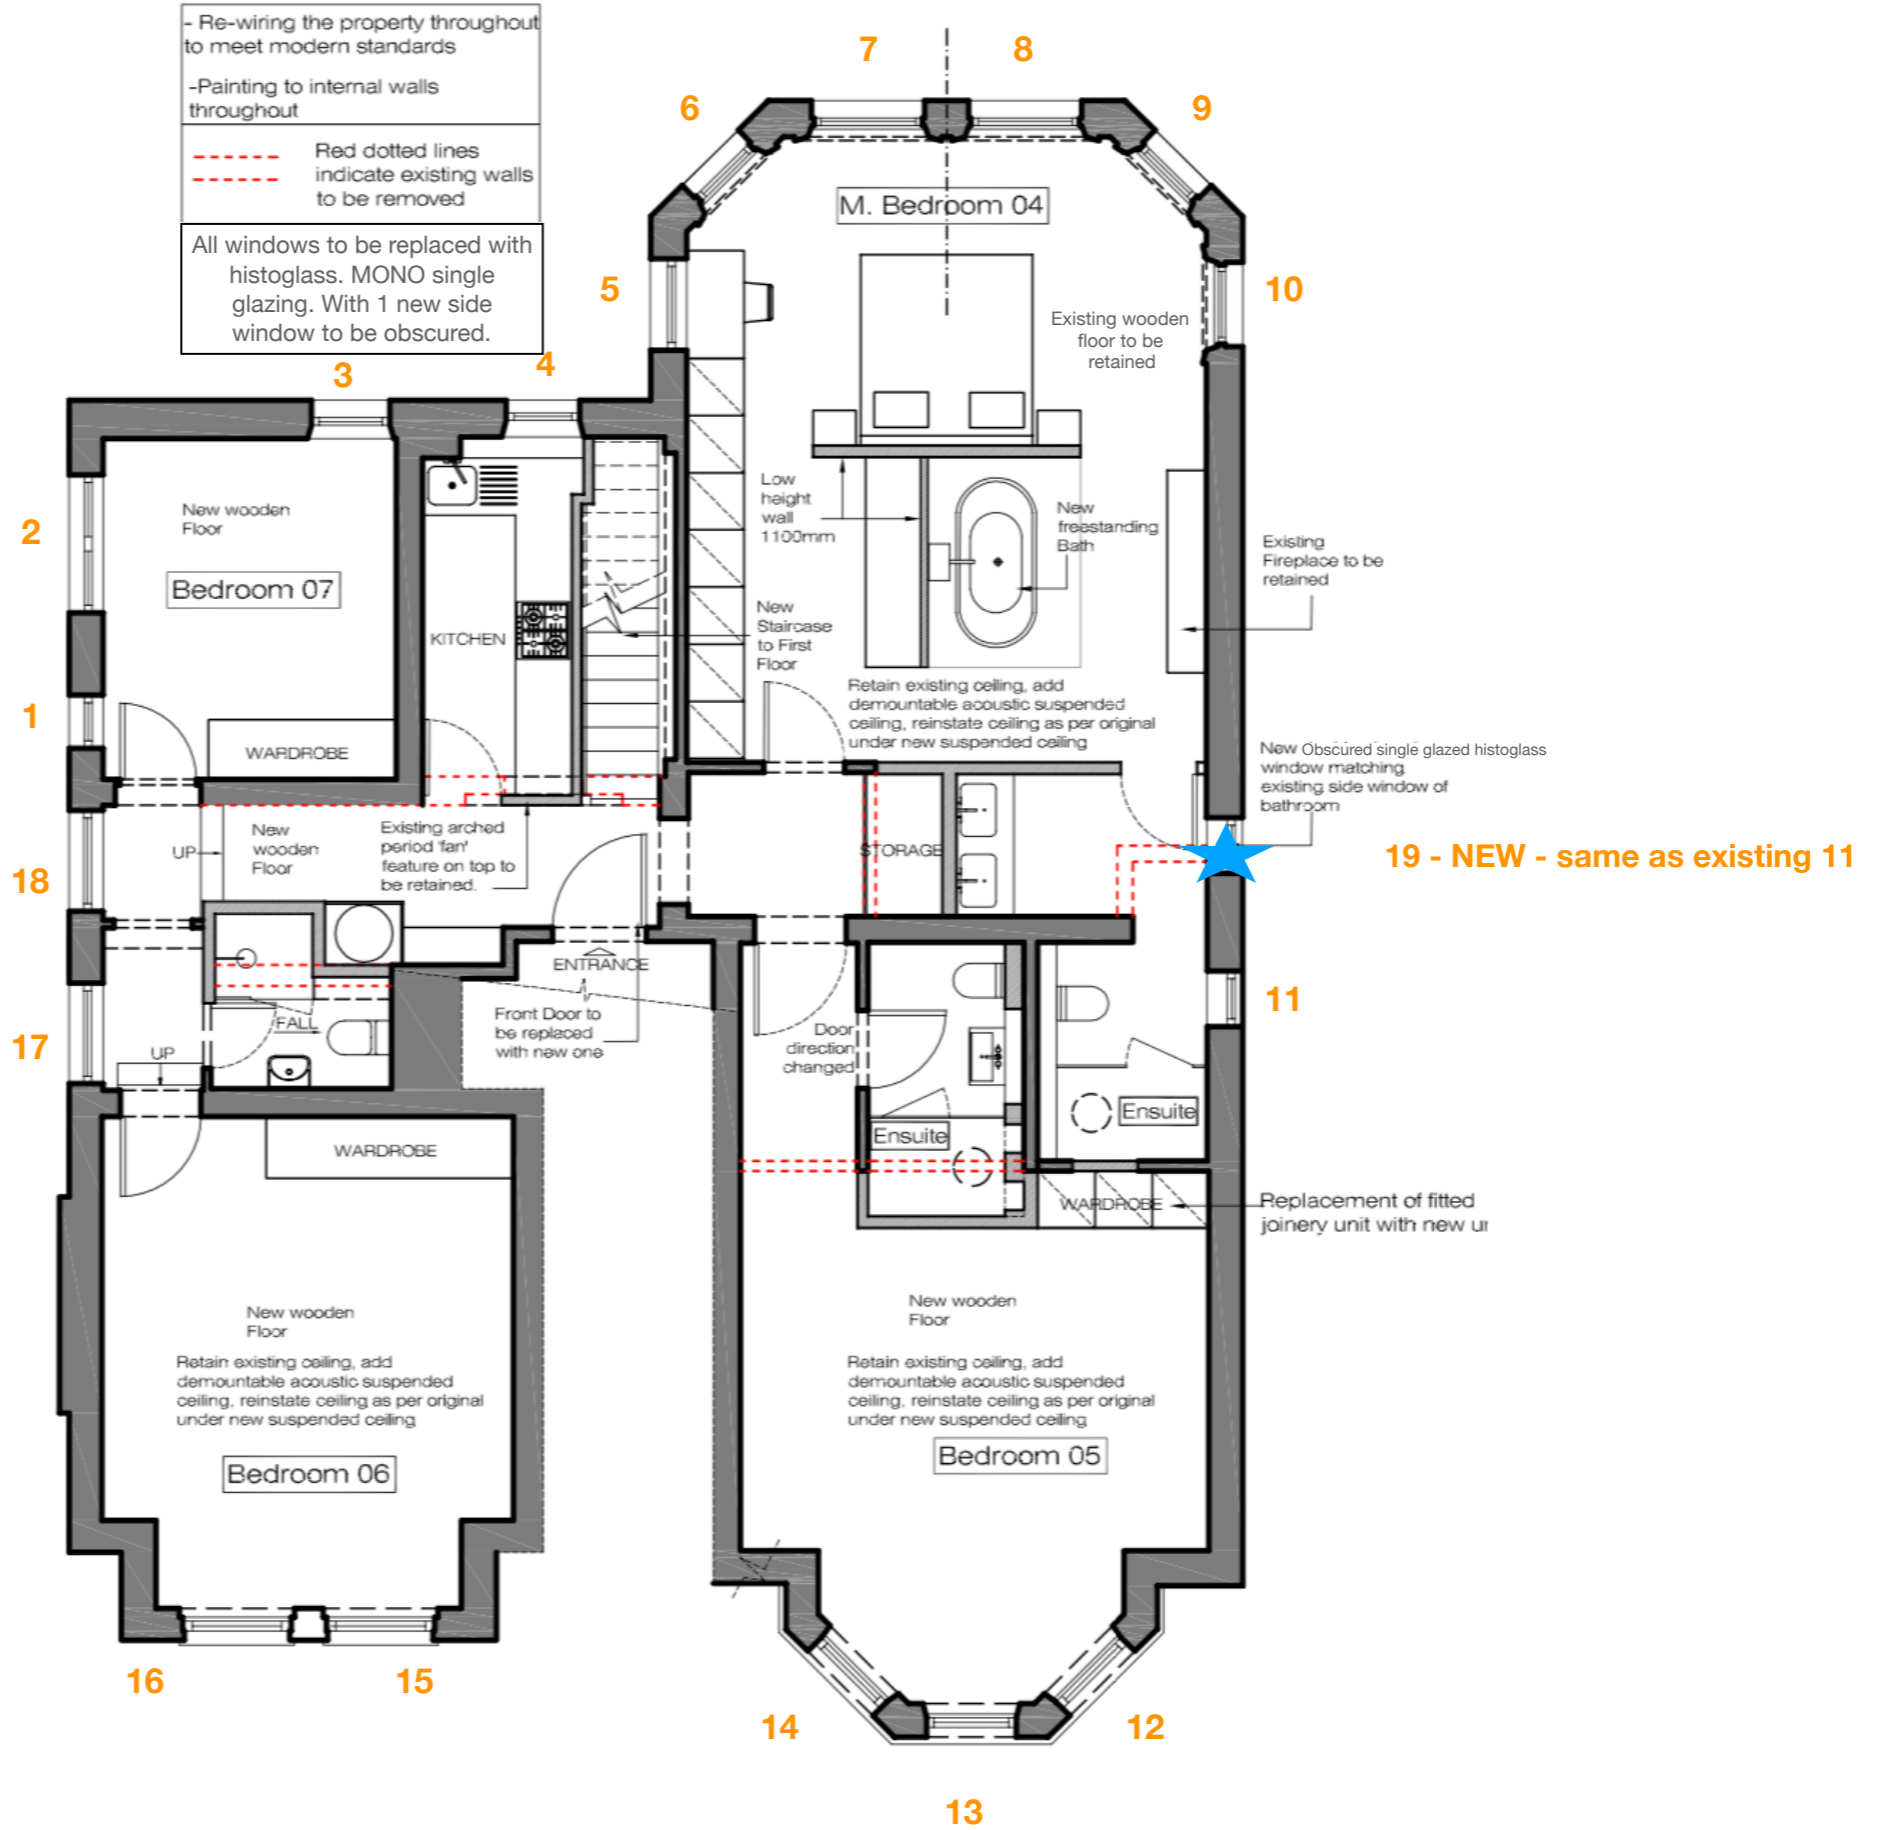 - Re-wiring the property throughout
to meet modern standards
-Painting to internal walls
throughout
Red dotted lines
indicate existing walls
to be removed
All windows to be replaced with
histoglass. MONO single
glazing. With 1 new side
window to be obscured.
7
8
6
9
M. Bedroom 04
5
10
Existing wooden
floor to be
retained
3
4
2
New wooden
Floor
Bedroom 07
Low
height
wall
1100mm
New
freestanding
Bath
Existing
Fireplace to be
retained
KITCHEN
New
Staircase
to First
Floor
1
WARDROBE
Retain existing ceiling, add
demountable acoustic suspended
ceiling, reinstate ceiling as per original
under new suspended ceiling
New Obscured single glazed histoglass
window matching
existing side window of
bathroom
UP
New
wooden
Floor
Existing arched
period 'fan'
feature on top to
be retained.
STORAGE
19 - NEW - same as existing 11
18
ENTRANCE
11
Front Door to
be replaced
with new one
FALL
17
UP
Door
direction
changed
Ensuite
Ensuite
WARDROBE
WARDROBE
Replacement of fitted
joinery unit with new ur
New wooden
Floor
Retain existing ceiling, add
demountable acoustic suspended
ceiling, reinstate ceiling as per original
under new suspended ceiling
Bedroom 06
New wooden
Floor
Retain existing ceiling, add
demountable acoustic suspended
ceiling, reinstate ceiling as per original
under new suspended ceiling
Bedroom 05
16
15
14
12
13